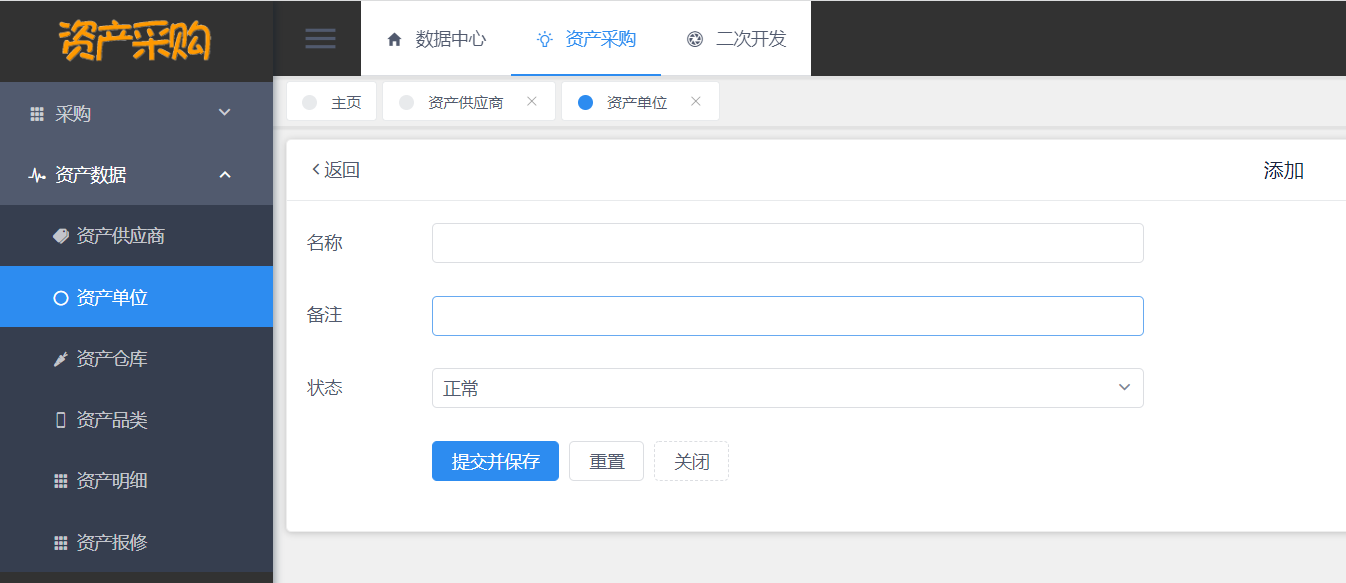 资产采购
数据中心
资产采购
二次开发
采购
资产数据
资产供应商
资产单位
资产仓库
资产品类
资产明细
资产报修
主页
资产供应商
资产单位
返回
添加
名称
备注
状态
正常
提交并保存
重置
关闭